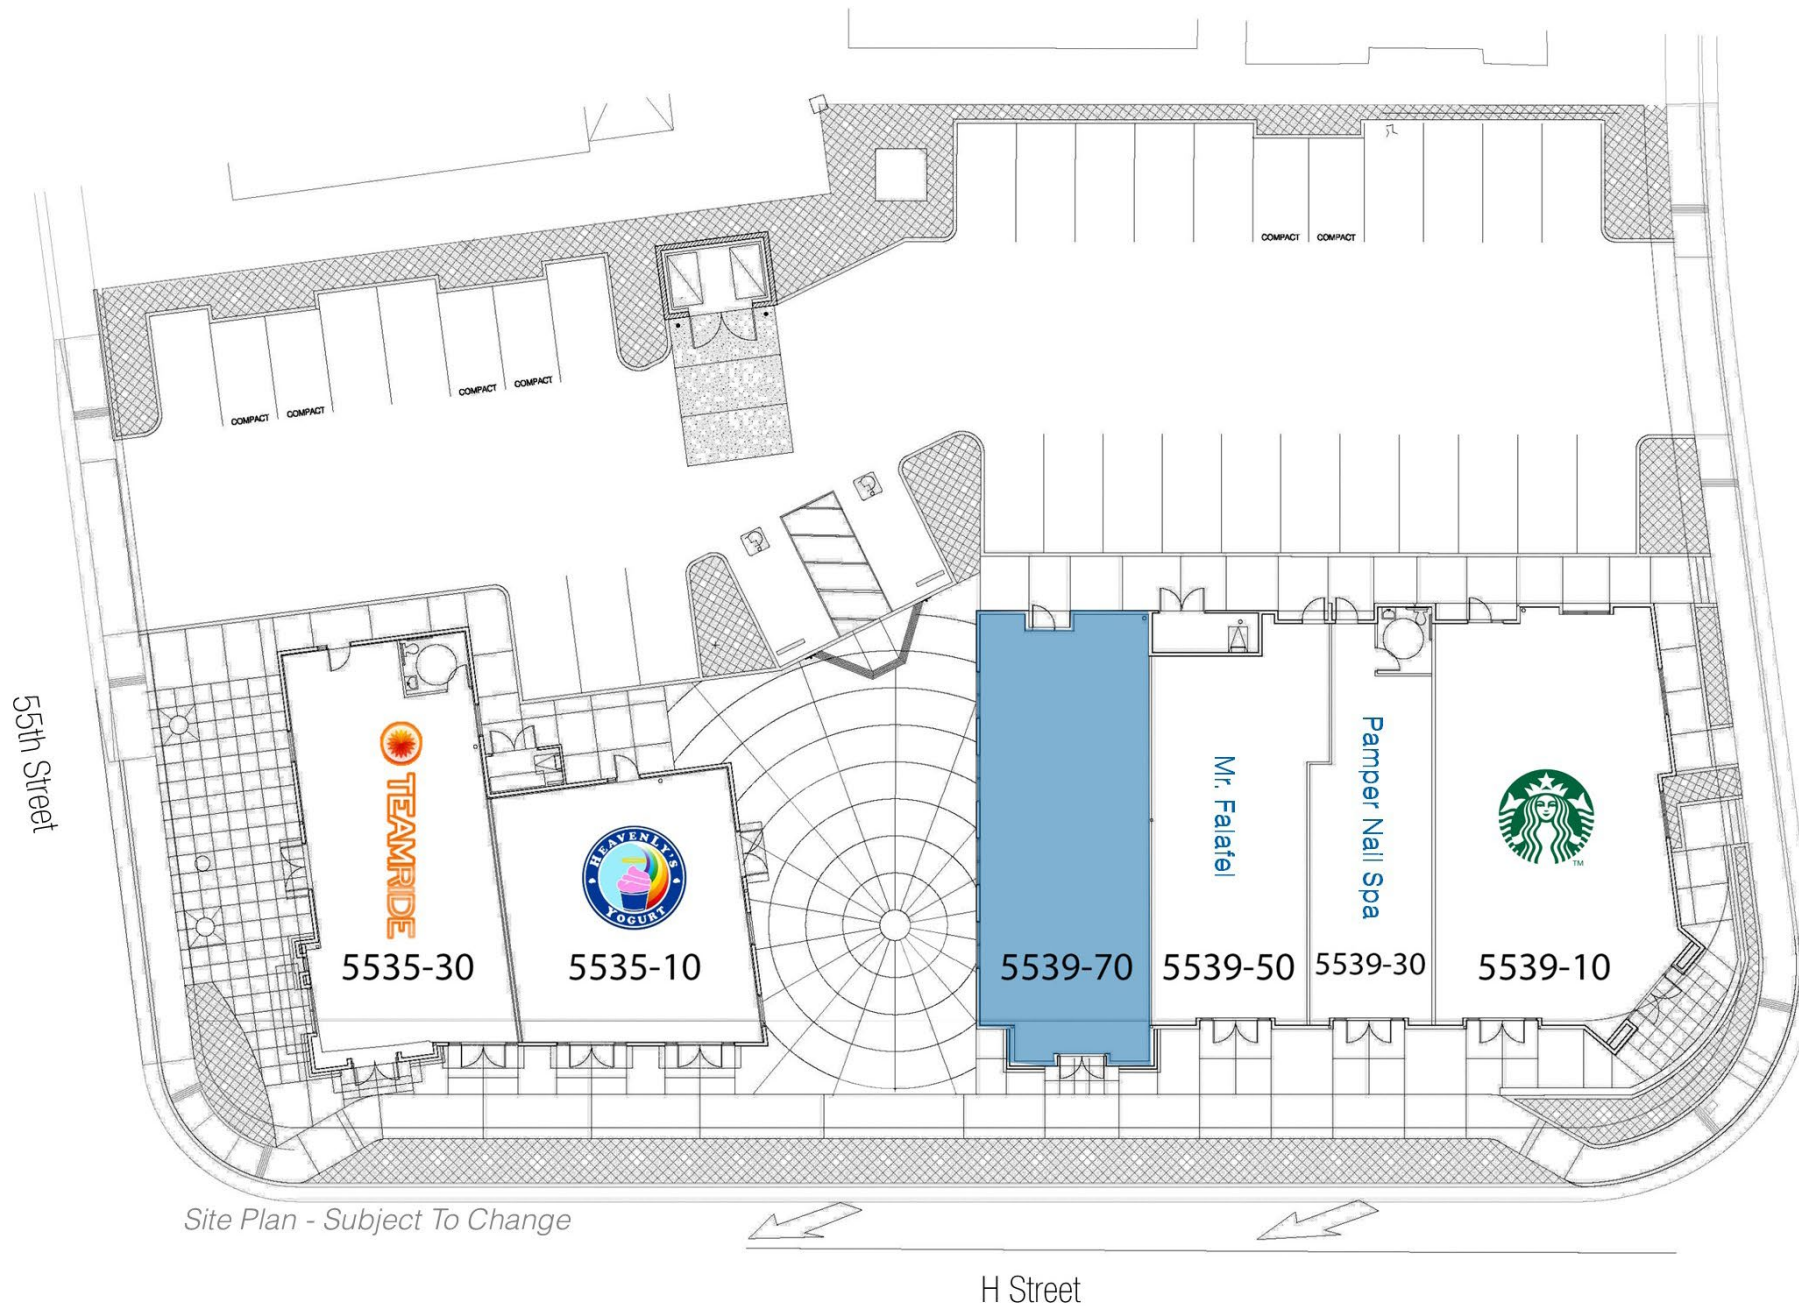 COMPACT COMPACT
COMPACT COMPACT
COMPACT COMPACT
55th Street
TEAMRIDE
5535-30
HEAVENLY'S
YOGURT
5535-10
5539-70
Mr. Falafel
5539-50
Pamper Nail Spa
5539-30
TM
5539-10
Site Plan - Subject To Change
H Street